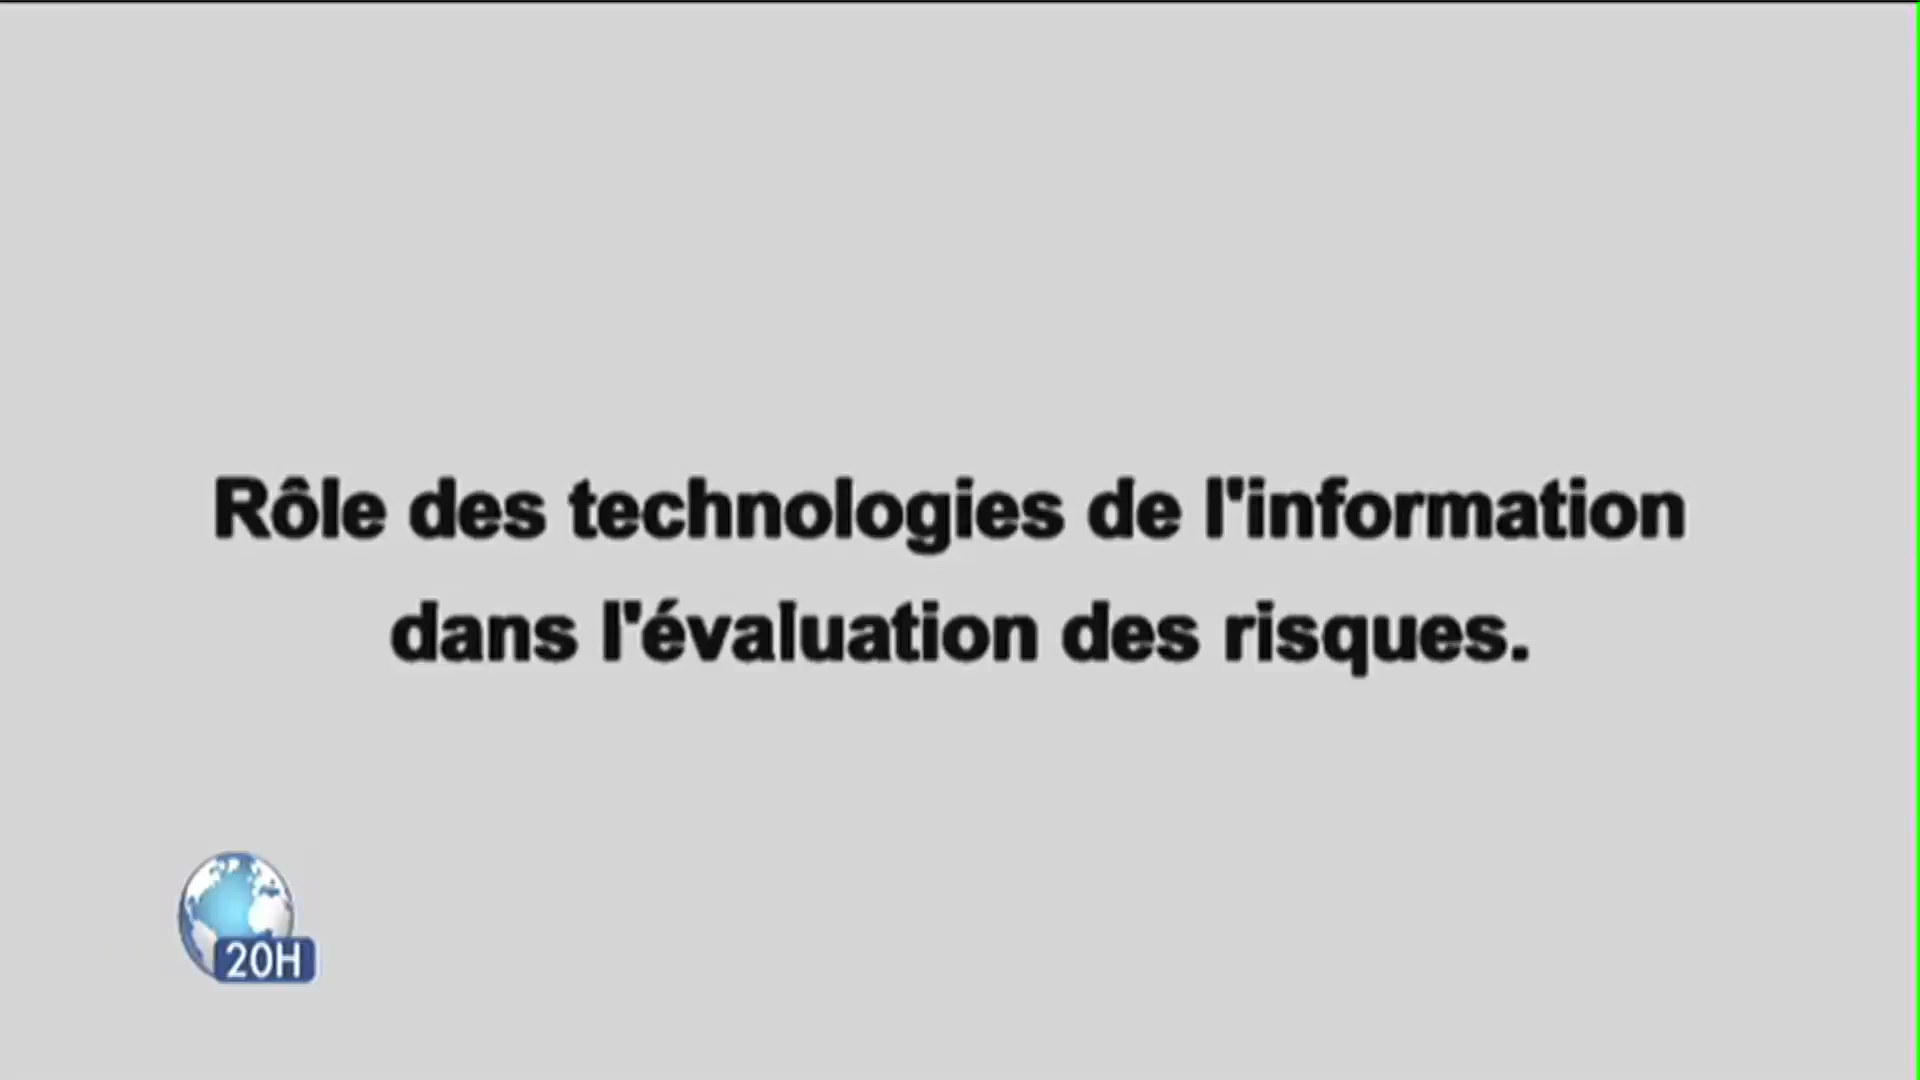 Rôle des technologies de l'information
dans l'évaluation des risques.
20H